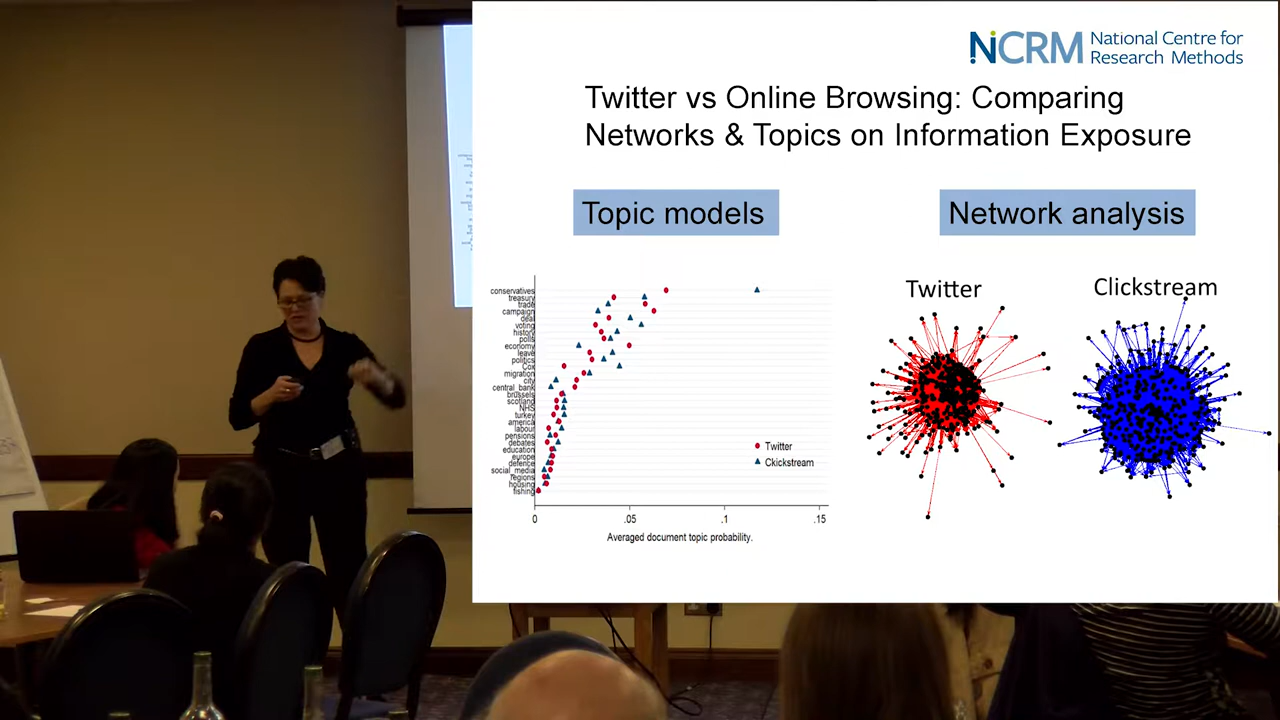 NCRM National Centre for
Research Methods
Twitter vs Online Browsing: Comparing
Networks & Topics on Information Exposure
Topic models
Network analysis
conservatives
treasury
trade
campaign
deal
voting
history
polls
economy
leave
politics
Cox
migration
city
central_bank
brussels
scotland
NHS
turkey
america
labour
pensions
debates
education
europe
defence
social_media
regions
housing
fishing
Twitter
Clickstream
0 .05 .1 .15
Averaged document topic probability.
Twitter
Clickstream